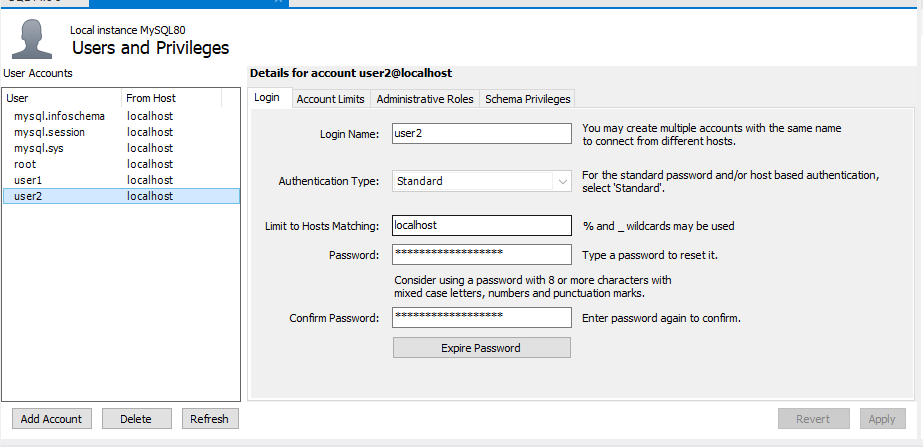 Local instance MySQL80
Users and Privileges
User Accounts
User From Host
mysql.infoschema localhost
mysql.session localhost
mysql.sys localhost
root localhost
user1 localhost
user2 localhost
Add Account Delete Refresh
Details for account user2@localhost
Login Account Limits Administrative Roles Schema Privileges
Login Name: user2 You may create multiple accounts with the same name
to connect from different hosts.
Authentication Type: Standard For the standard password and/or host based authentication,
select 'Standard'.
Limit to Hosts Matching: localhost % and _ wildcards may be used
Password: ****************** Type a password to reset it.
Consider using a password with 8 or more characters with
mixed case letters, numbers and punctuation marks.
Confirm Password: ****************** Enter password again to confirm.
Expire Password
Revert Apply